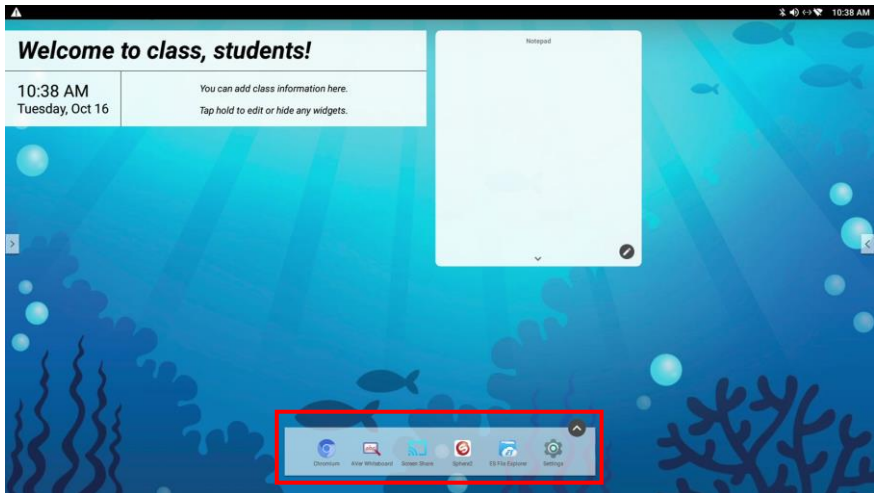 10:38 AM
Welcome to class, students!
10:38 AM
Tuesday, Oct 16
You can add class information here.
Tap hold to edit or hide any widgets.
Notepad
Chromium AVer Whiteboard Screen Share Sphere2 ES File Explorer Settings